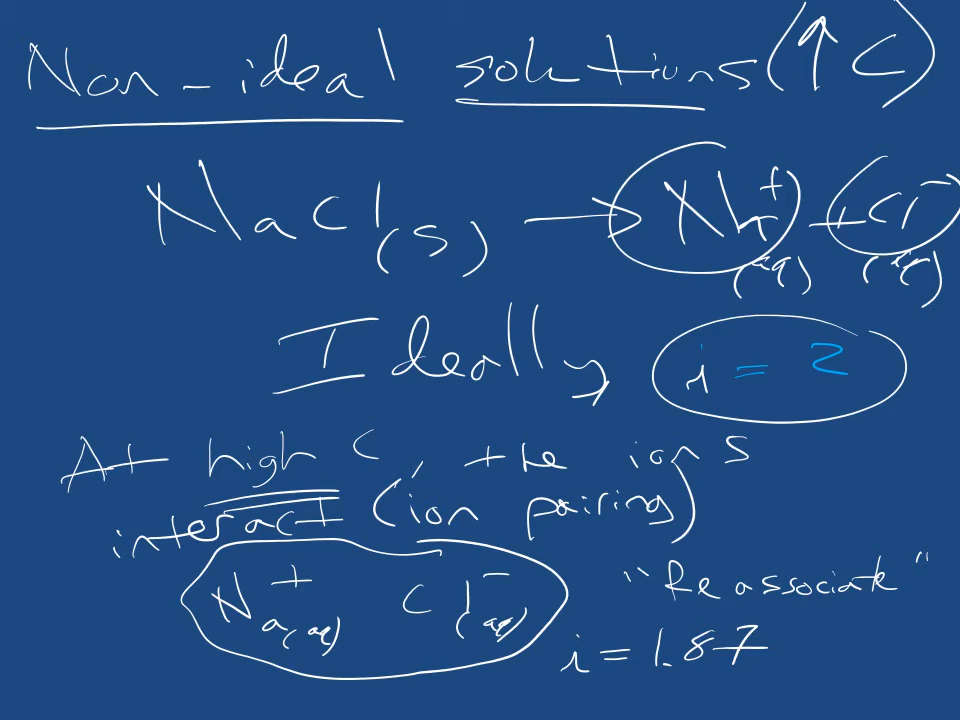 Non-ideal solutions (↑ C)
NaCl(s) → Na+(aq) + Cl-(aq)
Ideally i = 2
At high C, the ions
interact (ion pairing)
"Reassociate"
Na+(aq) Cl-(aq)
i = 1.87